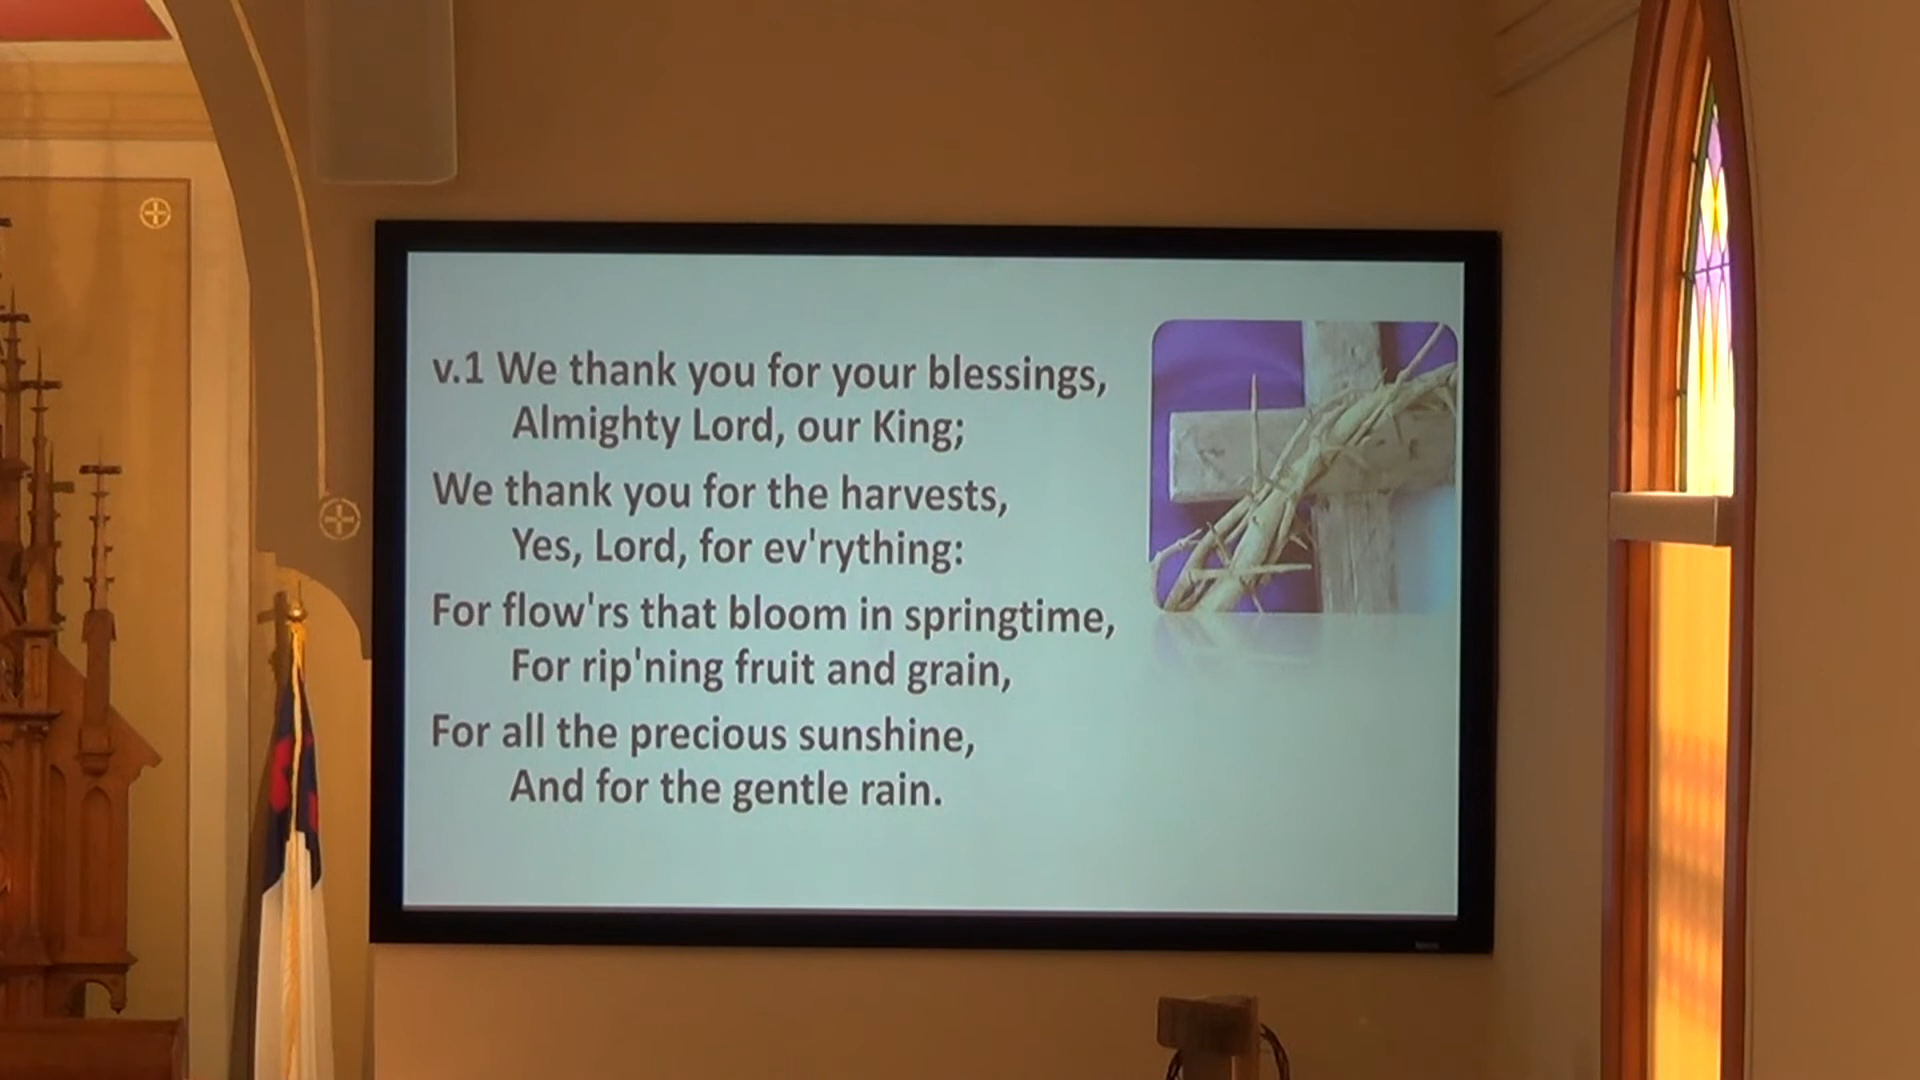 v.1 We thank you for your blessings,
Almighty Lord, our King;
We thank you for the harvests,
Yes, Lord, for ev'rything:
For flow'rs that bloom in springtime,
For rip'ning fruit and grain,
For all the precious sunshine,
And for the gentle rain.